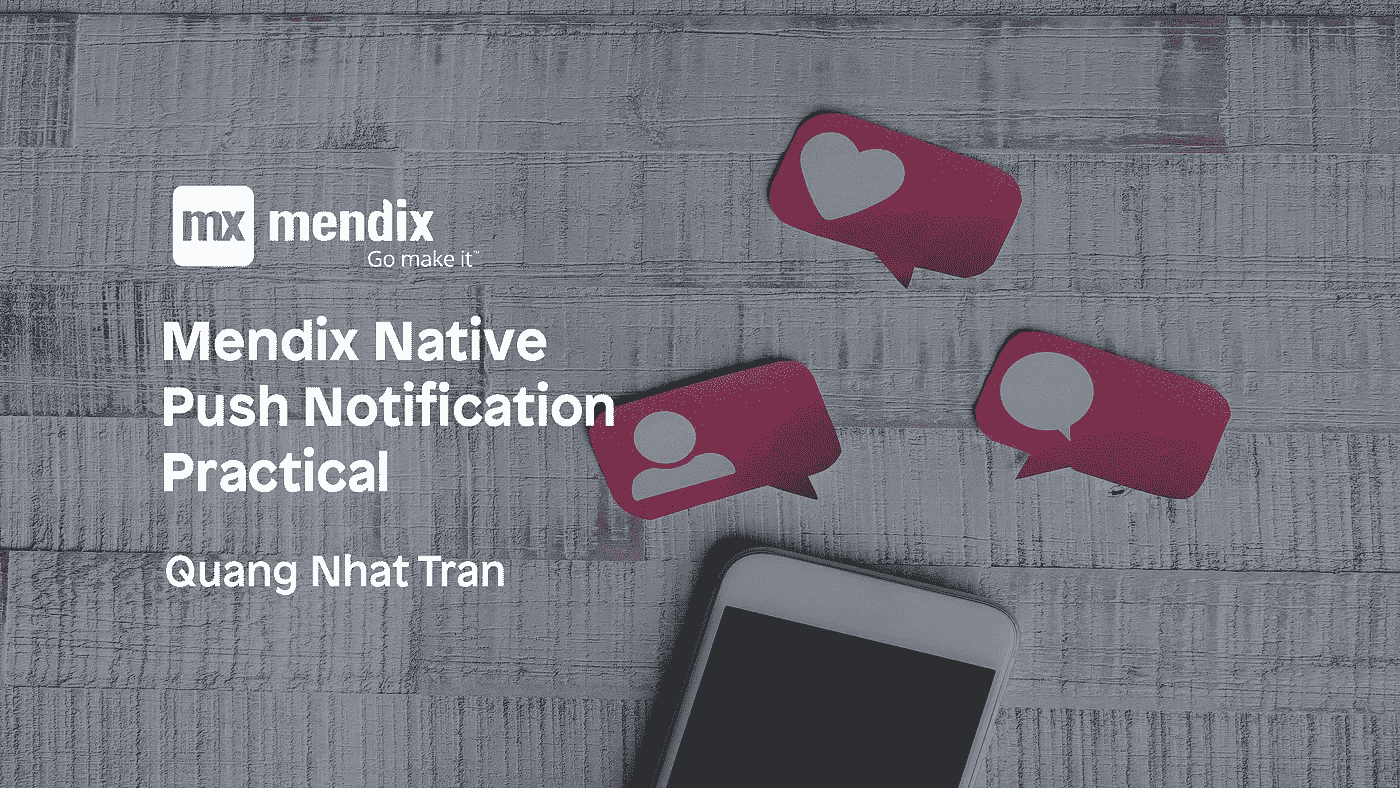 mx mendix
Go make it™
Mendix Native
Push Notification
Practical
Quang Nhat Tran